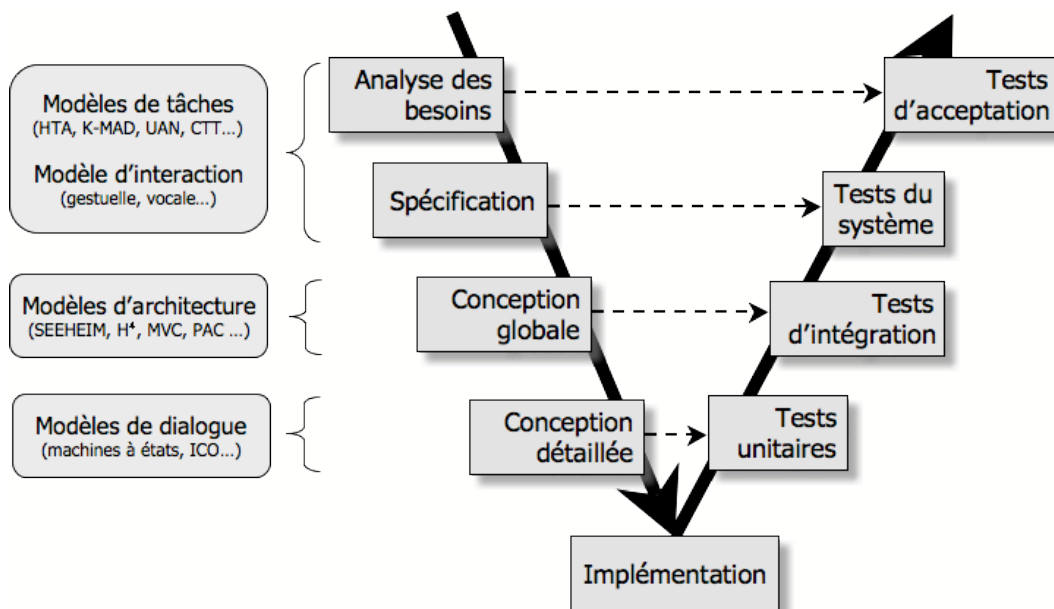 Modèles de tâches
(HTA, K-MAD, UAN, CTT...)
Modèle d'interaction
(gestuelle, vocale...)
Modèles d'architecture
(SEEHEIM, H⁴, MVC, PAC ...)
Modèles de dialogue
(machines à états, ICO...)
Analyse des
besoins
Spécification
Conception
globale
Conception
détaillée
Implémentation
Tests
unitaires
Tests
d'intégration
Tests du
système
Tests
d'acceptation